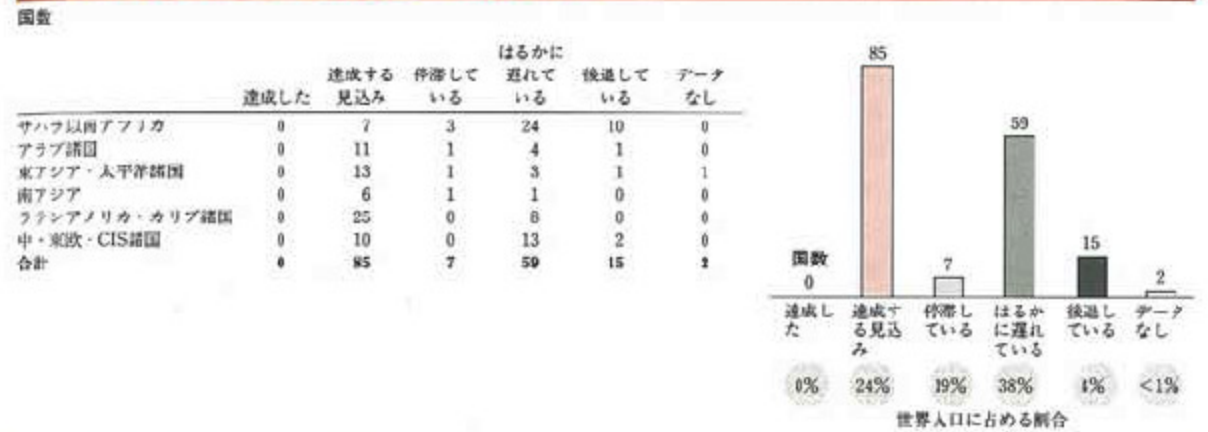 国数
達成した 達成する見込み 停滞している はるかに遅れている 後退している データなし
サハラ以南アフリカ 0 7 3 24 10 0
アラブ諸国 0 11 1 4 1 0
東アジア・太平洋諸国 0 13 1 3 1 1
南アジア 0 6 1 1 0 0
ラテンアメリカ・カリブ諸国 0 25 0 8 0 0
中・東欧・CIS諸国 0 10 0 13 2 0
合計 0 85 7 59 15 2
国数
0 85 7 59 15 2
達成した 達成する見込み 停滞している はるかに遅れている 後退している データなし
0% 24% 19% 38% 4% <1%
世界人口に占める割合